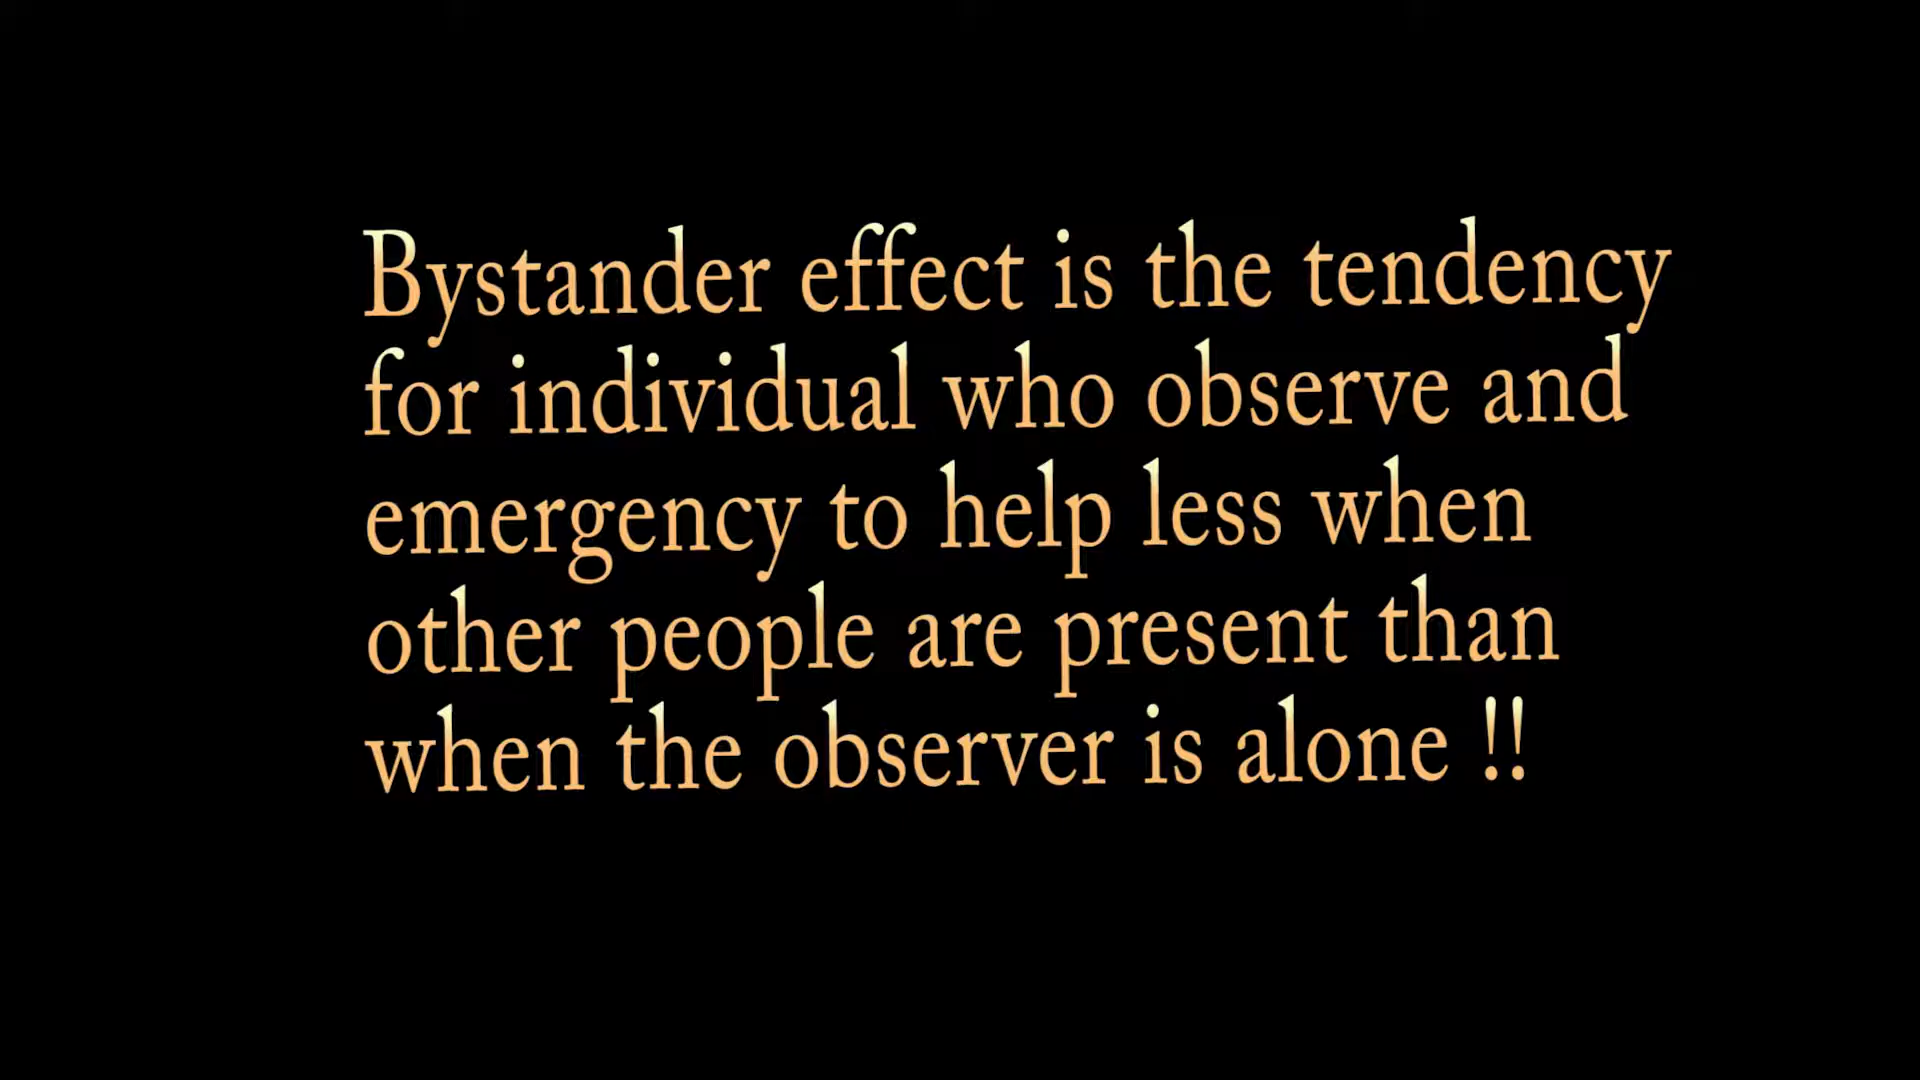 Bystander effect is the tendency
for individual who observe and
emergency to help less when
other people are present than
when the observer is alone !!